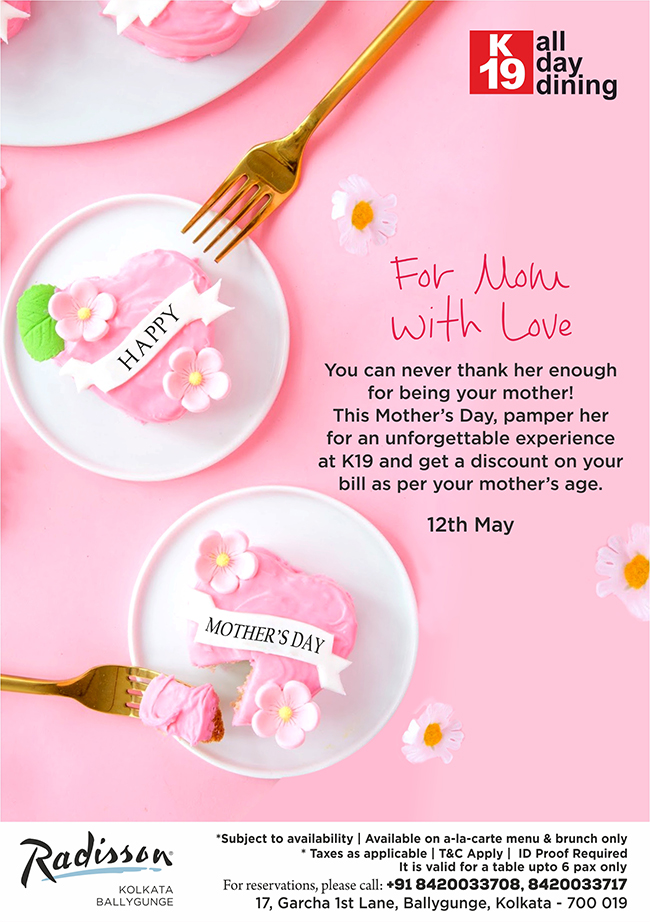 K
19
all
day
dining
For Mom
with Love
You can never thank her enough
for being your mother!
This Mother's Day, pamper her
for an unforgettable experience
at K19 and get a discount on your
bill as per your mother's age.
12th May
HAPPY
MOTHER'S DAY
Radisson®
KOLKATA
BALLYGUNGE
*Subject to availability | Available on a-la-carte menu & brunch only
* Taxes as applicable | T&C Apply | ID Proof Required
It is valid for a table upto 6 pax only
For reservations, please call: +91 8420033708, 8420033717
17, Garcha 1st Lane, Ballygunge, Kolkata - 700 019